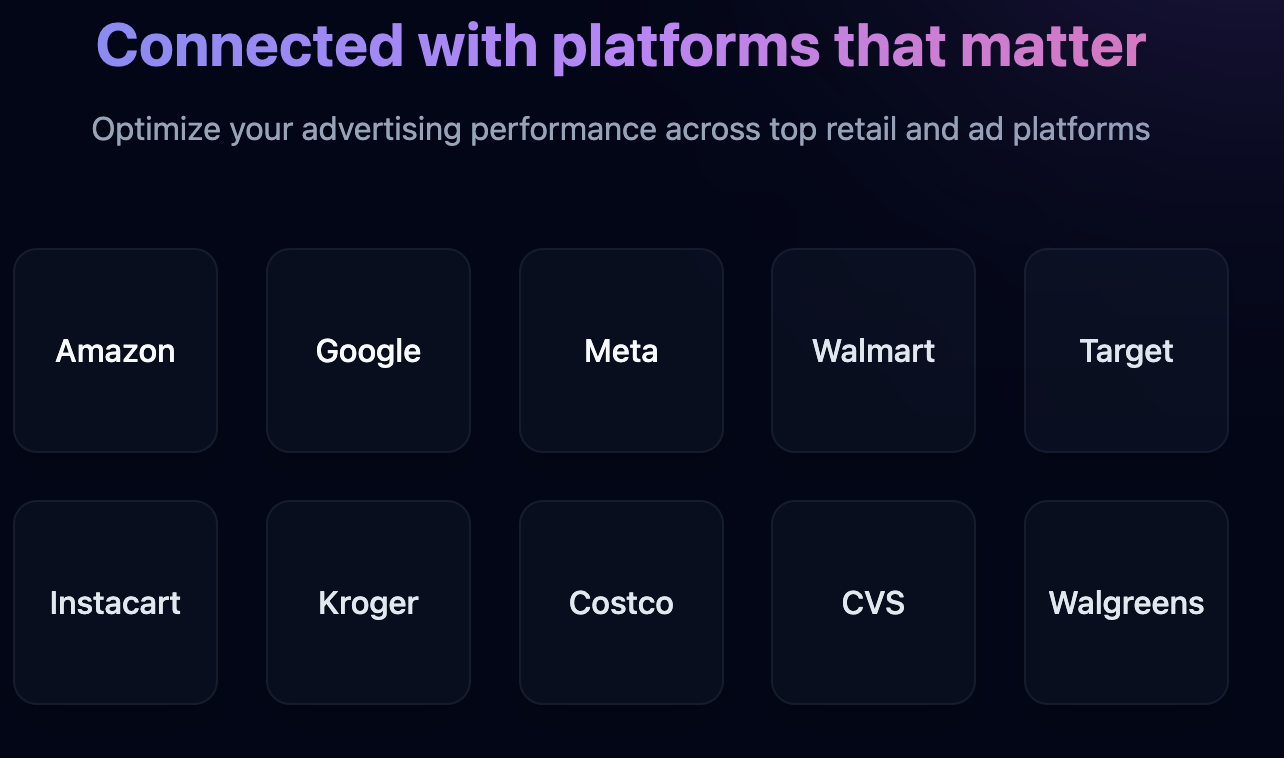 Connected with platforms that matter
Optimize your advertising performance across top retail and ad platforms
Amazon
Google
Meta
Walmart
Target
Instacart
Kroger
Costco
CVS
Walgreens